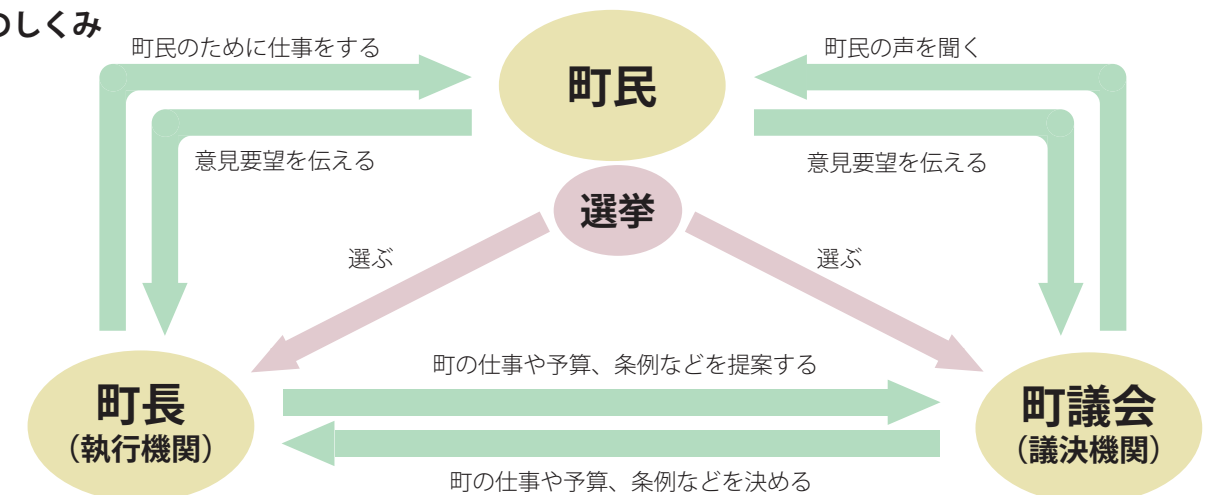 のしくみ
町民のために仕事をする
町民の声を聞く
町民
意見要望を伝える
意見要望を伝える
選挙
選ぶ
選ぶ
町の仕事や予算、条例などを提案する
町長
（執行機関）
町議会
（議決機関）
町の仕事や予算、条例などを決める